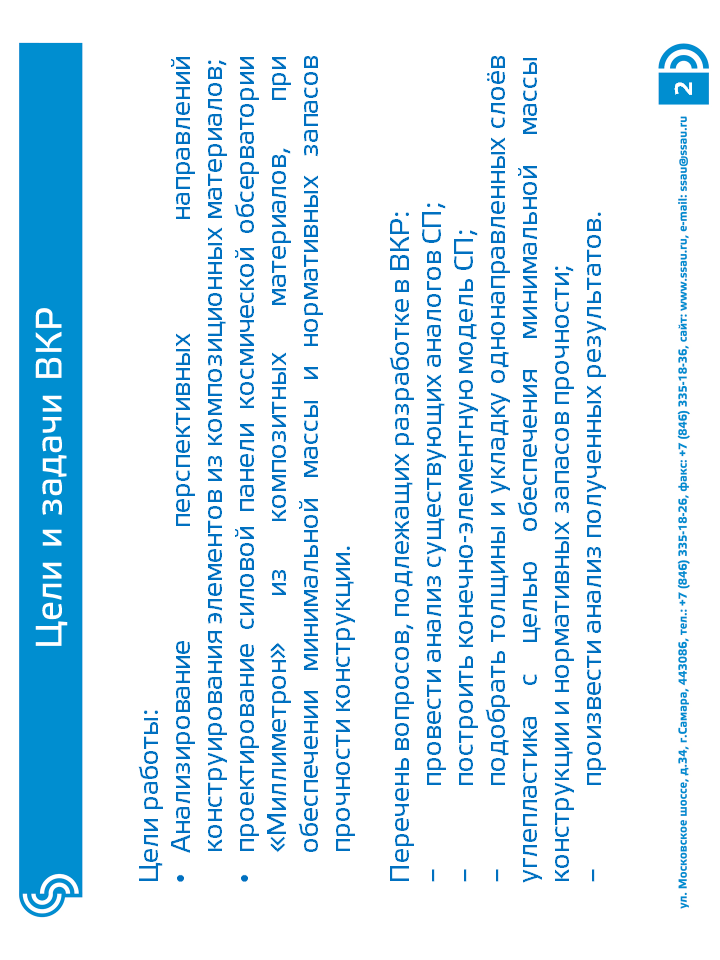 Цели и задачи ВКР
Цели работы:
• Анализирование перспективных направлений
конструирования элементов из композиционных материалов;
• проектирование силовой панели космической обсерватории
«Миллиметрон» из композитных материалов, при
обеспечении минимальной массы и нормативных запасов
прочности конструкции.
Перечень вопросов, подлежащих разработке в ВКР:
– провести анализ существующих аналогов СП;
– построить конечно-элементную модель СП;
– подобрать толщины и укладку однонаправленных слоёв
углепластика с целью обеспечения минимальной массы
конструкции и нормативных запасов прочности;
– произвести анализ полученных результатов.
ул. Московское шоссе, д.34, г.Самара, 443086, тел.: +7 (846) 335-18-26, факс: +7 (846) 335-18-36, сайт: www.ssau.ru, e-mail: ssau@ssau.ru
2